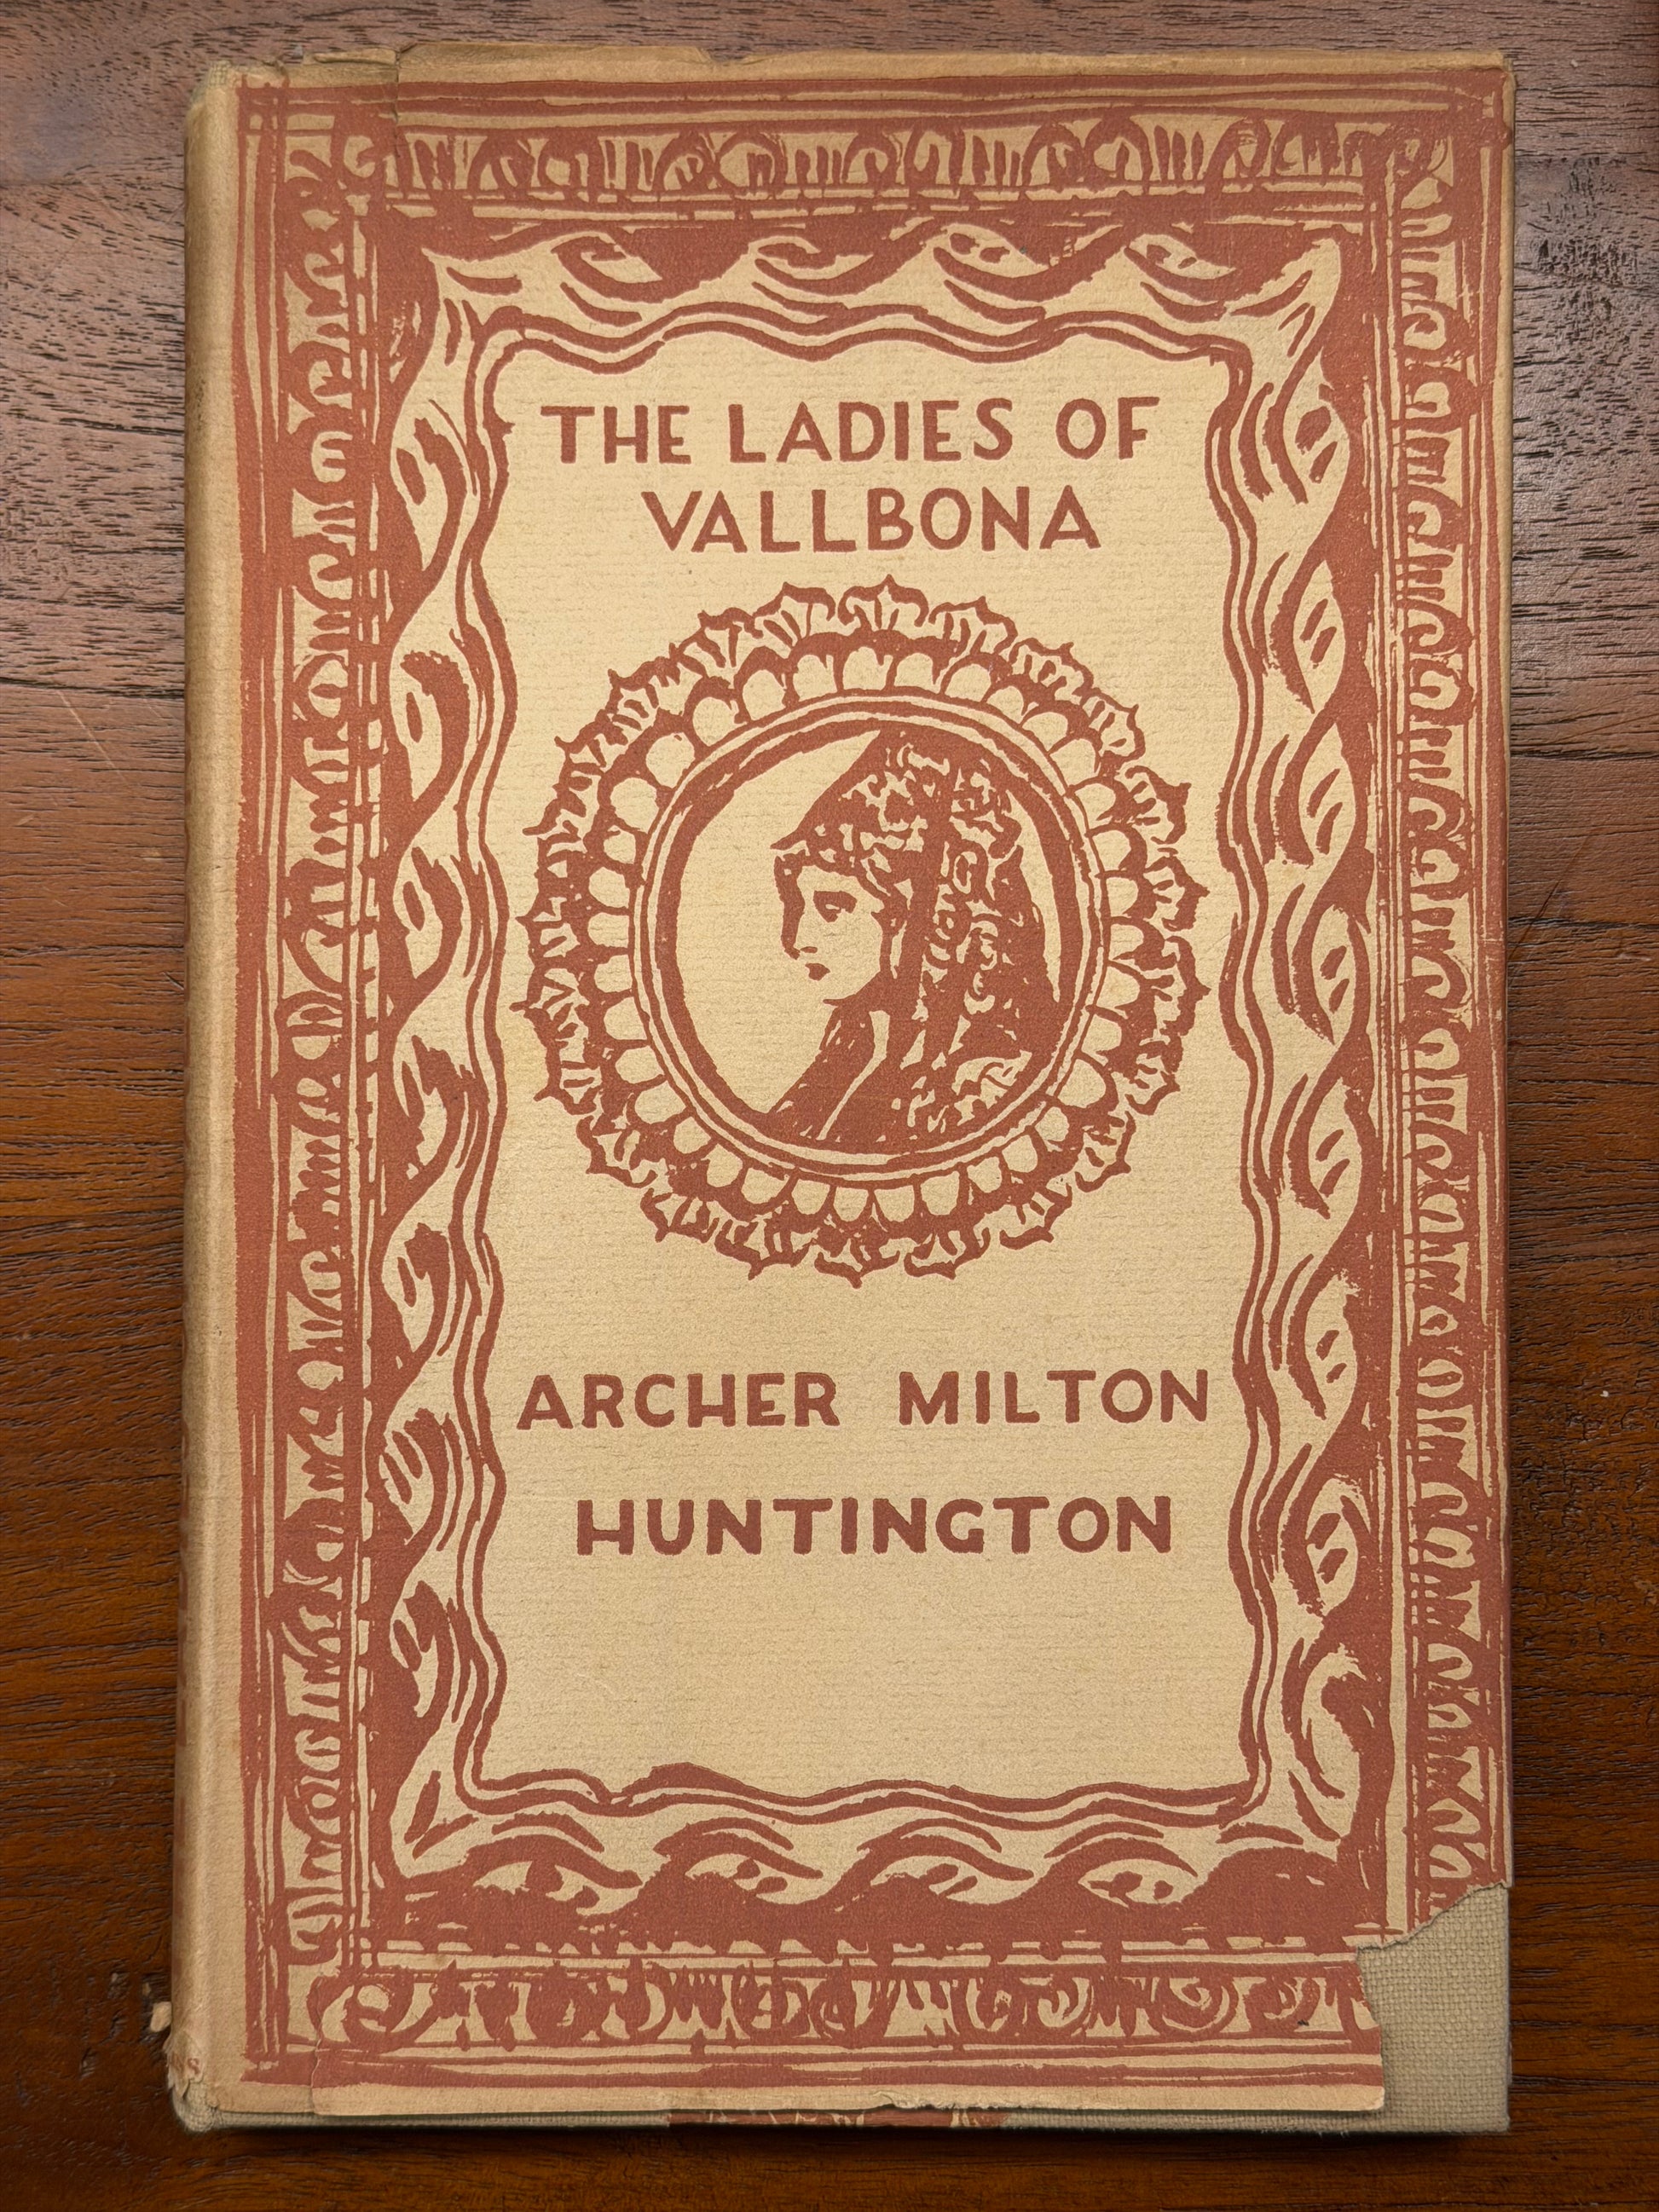 THE LADIES OF
VALLBONA
ARCHER MILTON
HUNTINGTON